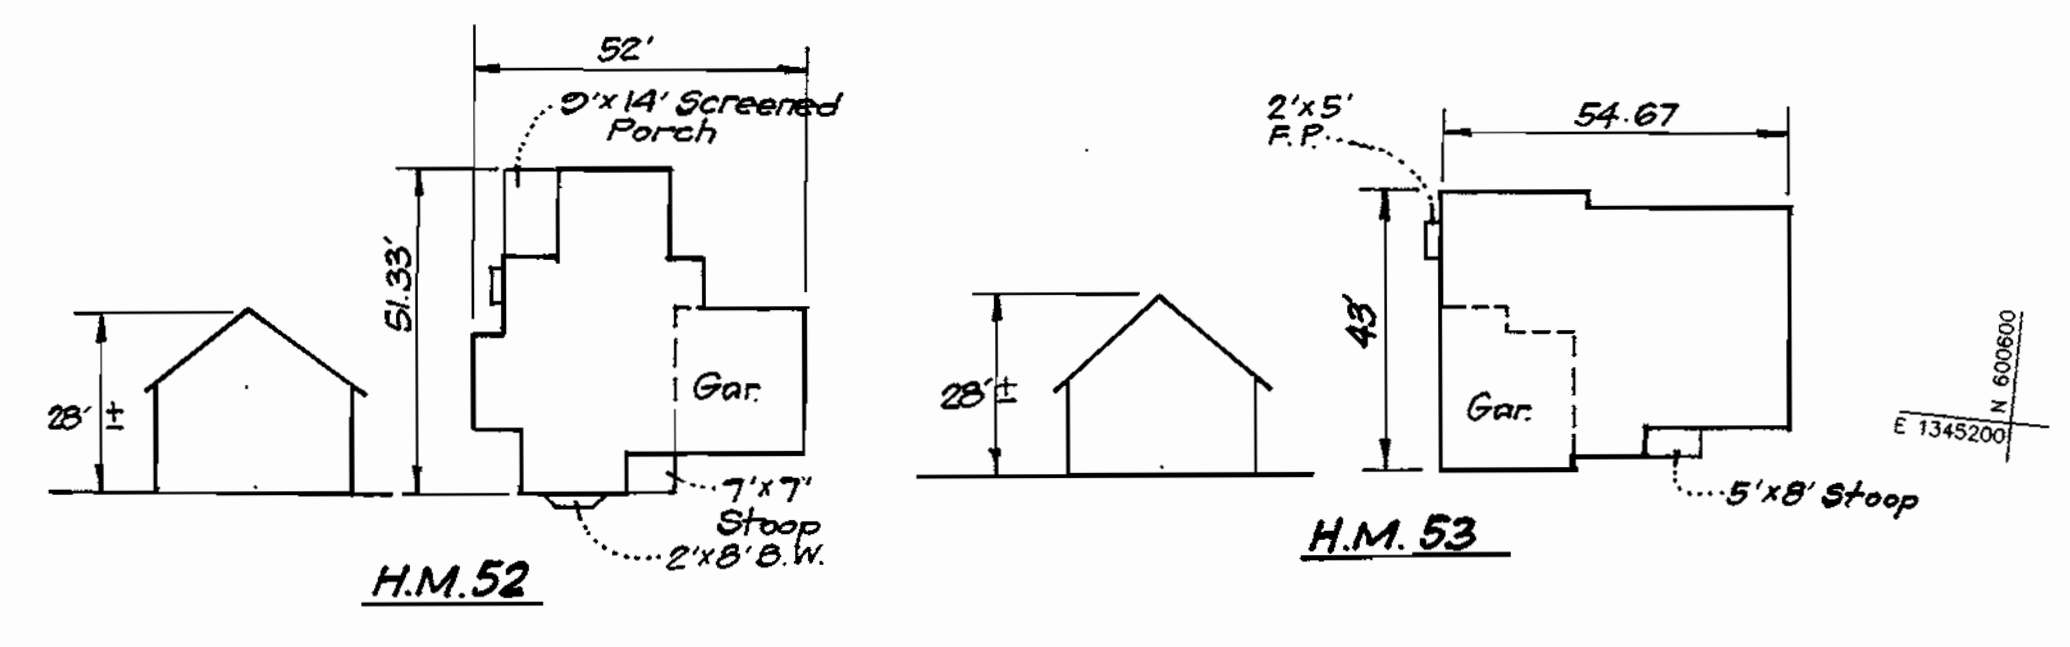 52'
9'x14' Screened
Porch
51.33'
28' ±
Gar.
7'x7'
Stoop
2'x8' B.W.
H.M. 52
2'x5'
F.P.
54.67
43'
28' ±
Gar.
5'x8' Stoop
H.M. 53
N 600600
E 1345200